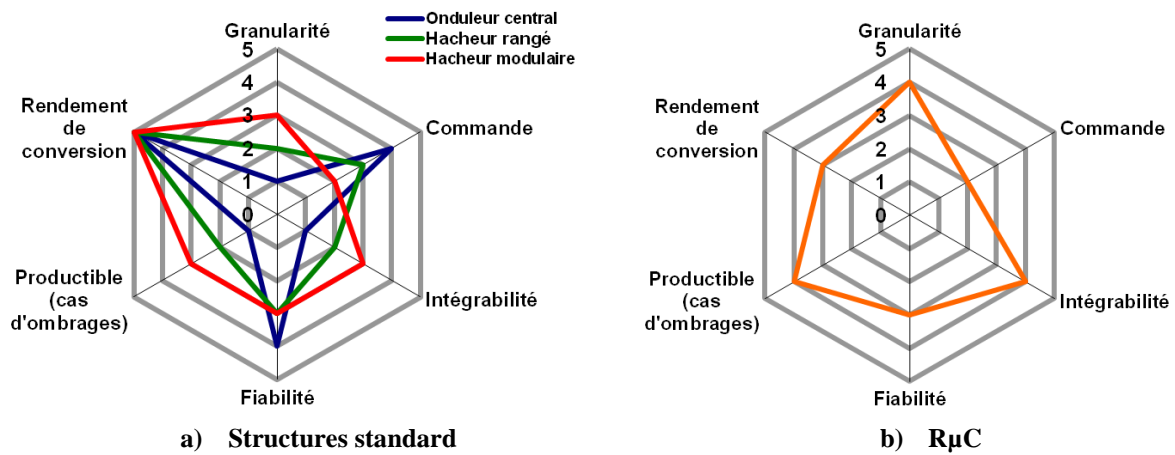 Onduleur central
Hacheur rangé
Hacheur modulaire
Granularité
5
4
3
2
1
0
Commande
Intégrabilité
Fiabilité
Productible (cas
d'ombrages)
Rendement
de
conversion
a) Structures standard
Granularité
5
4
3
2
1
0
Commande
Intégrabilité
Fiabilité
Productible (cas
d'ombrages)
Rendement
de
conversion
b) RµC